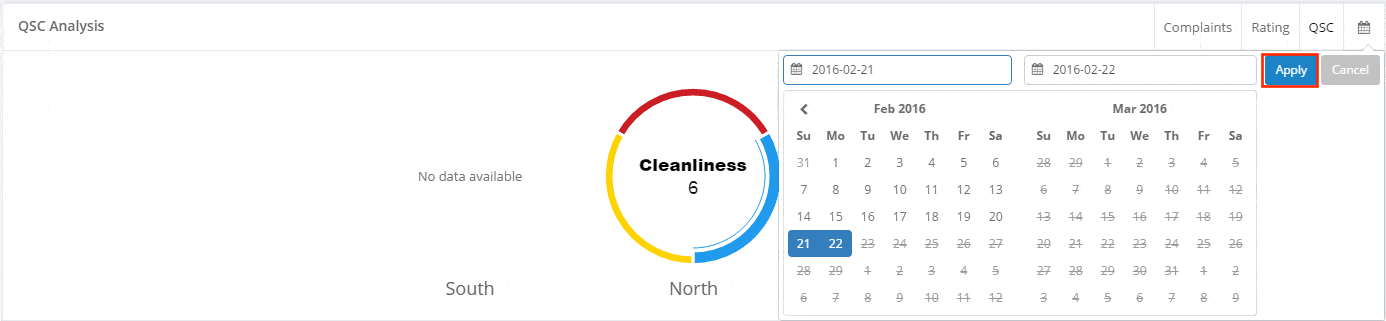 QSC Analysis Complaints Rating QSC
2016-02-21 2016-02-22 Apply Cancel
No data available
Cleanliness
6
South North
Feb 2016 Mar 2016
Su Mo Tu We Th Fr Sa Su Mo Tu We Th Fr Sa
31 1 2 3 4 5 6 28 29 1 2 3 4 5
7 8 9 10 11 12 13 6 7 8 9 10 11 12
14 15 16 17 18 19 20 13 14 15 16 17 18 19
21 22 23 24 25 26 27 20 21 22 23 24 25 26
28 29 1 2 3 4 5 27 28 29 30 31 1 2
6 7 8 9 10 11 12 3 4 5 6 7 8 9